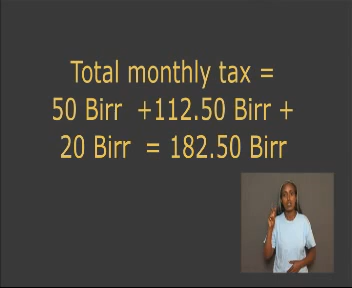 Total monthly tax =
50 Birr  +112.50 Birr +
20 Birr  = 182.50 Birr